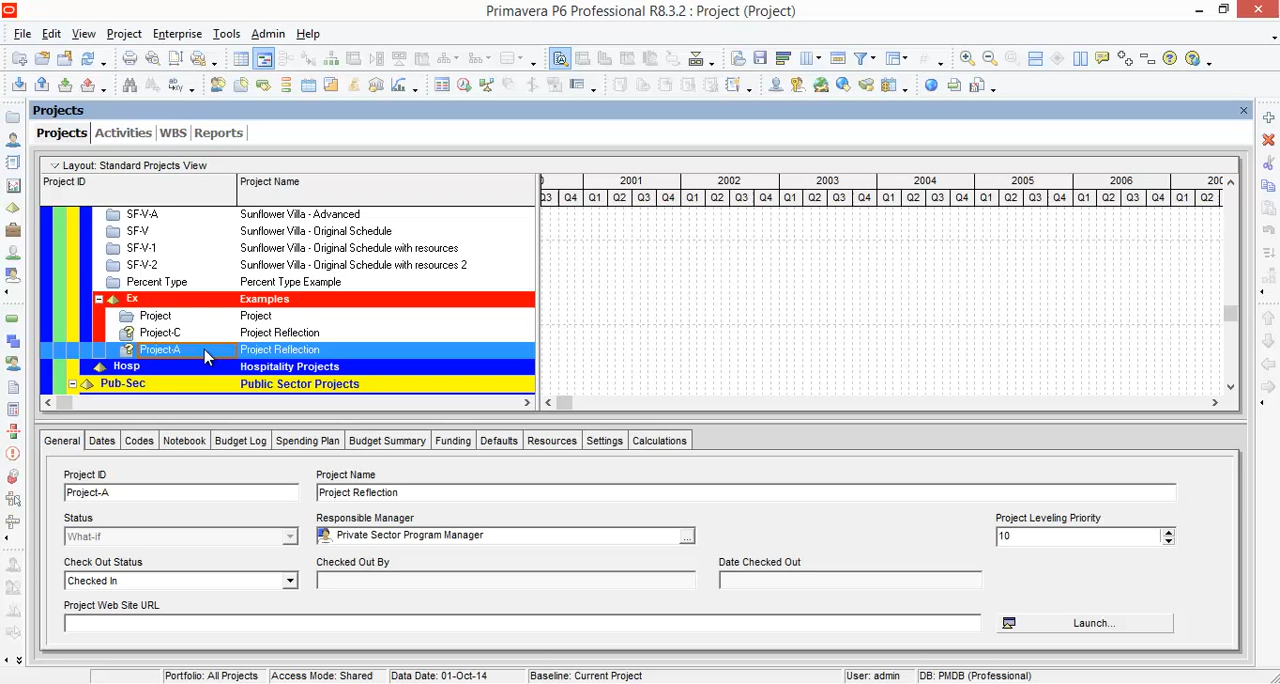 Primavera P6 Professional R8.3.2 : Project (Project)
File Edit View Project Enterprise Tools Admin Help
Projects
Projects Activities WBS Reports
Layout: Standard Projects View
Project ID Project Name
2001 2002 2003 2004 2005 2006
Q3 Q4 Q1 Q2 Q3 Q4 Q1 Q2 Q3 Q4 Q1 Q2 Q3 Q4 Q1 Q2 Q3 Q4 Q1 Q2 Q3 Q4 Q1 Q2 Q3 Q4 Q1 Q2
SF-V-A Sunflower Villa - Advanced
SF-V Sunflower Villa - Original Schedule
SF-V-1 Sunflower Villa - Original Schedule with resources
SF-V-2 Sunflower Villa - Original Schedule with resources 2
Percent Type Percent Type Example
Ex Examples
Project Project
Project-C Project Reflection
Project-A Project Reflection
Hosp Hospitality Projects
Pub-Sec Public Sector Projects
General Dates Codes Notebook Budget Log Spending Plan Budget Summary Funding Defaults Resources Settings Calculations
Project ID Project Name
Project-A Project Reflection
Status Responsible Manager Project Leveling Priority
What-if Private Sector Program Manager ... 10
Check Out Status Checked Out By Date Checked Out
Checked In
Project Web Site URL
Launch...
Portfolio: All Projects Access Mode: Shared Data Date: 01-Oct-14 Baseline: Current Project User: admin DB: PMDB (Professional)